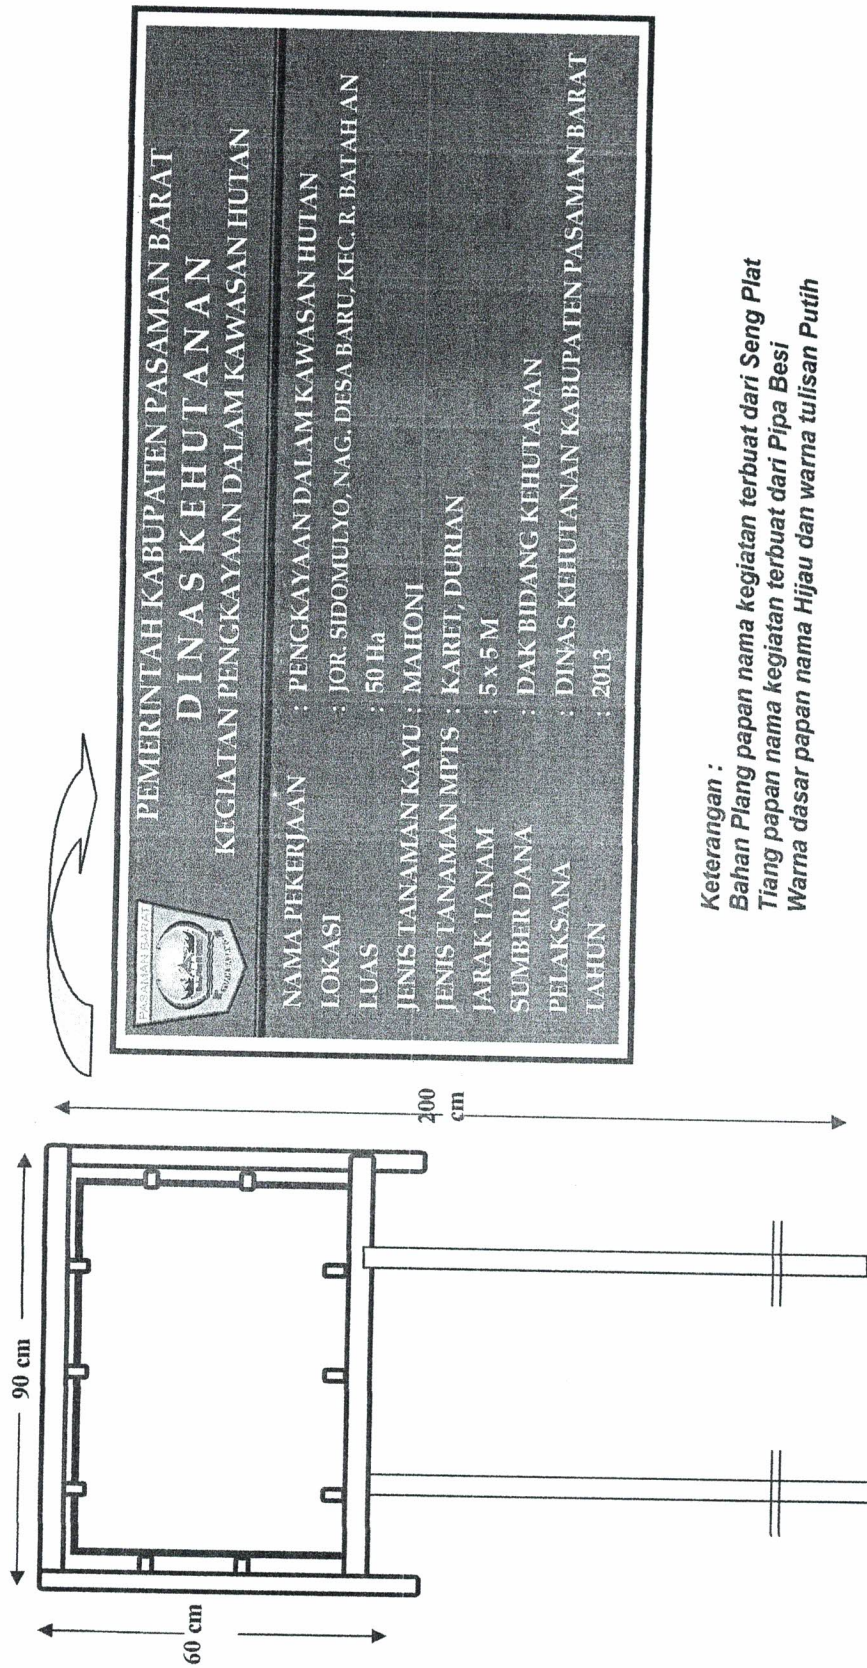 90 cm
60 cm
200
cm
PASAMAN BARAT
PEMERINTAH KABUPATEN PASAMAN BARAT
DINAS KEHUTANAN
KEGIATAN PENGKAYAAN DALAM KAWASAN HUTAN
NAMA PEKERJAAN : PENGKAYAAN DALAM KAWASAN HUTAN
LOKASI : JOR. SIDOMULYO, NAG. DESA BARU, KEC. R. BATAHAN
LUAS : 50 Ha
JENIS TANAMAN KAYU : MAHONI
JENIS TANAMAN MPTS : KARET, DURIAN
JARAK TANAM : 5 x 5 M
SUMBER DANA : DAK BIDANG KEHUTANAN
PELAKSANA : DINAS KEHUTANAN KABUPATEN PASAMAN BARAT
TAHUN : 2013
Keterangan :
Bahan Plang papan nama kegiatan terbuat dari Seng Plat
Tiang papan nama kegiatan terbuat dari Pipa Besi
Warna dasar papan nama Hijau dan warna tulisan Putih